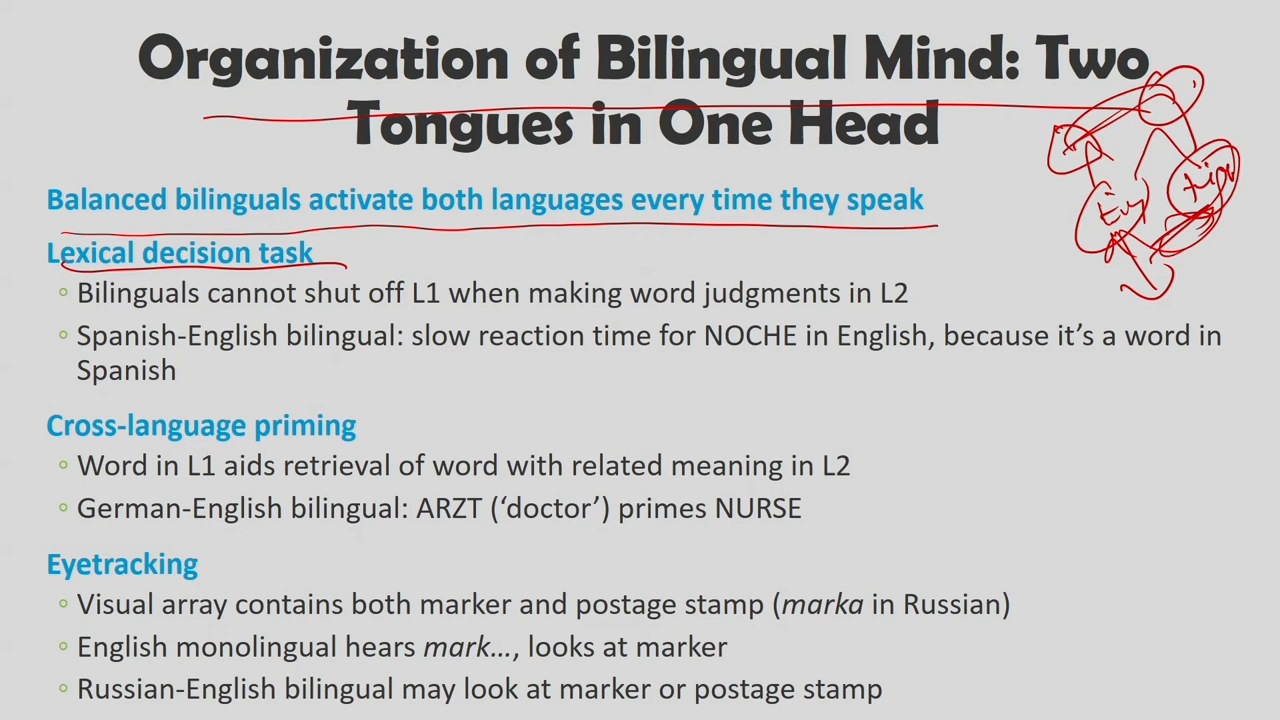 Organization of Bilingual Mind: Two
Tongues in One Head
Balanced bilinguals activate both languages every time they speak
Lexical decision task
◦ Bilinguals cannot shut off L1 when making word judgments in L2
◦ Spanish-English bilingual: slow reaction time for NOCHE in English, because it's a word in
Spanish
Cross-language priming
◦ Word in L1 aids retrieval of word with related meaning in L2
◦ German-English bilingual: ARZT ('doctor') primes NURSE
Eyetracking
◦ Visual array contains both marker and postage stamp (marka in Russian)
◦ English monolingual hears mark…, looks at marker
◦ Russian-English bilingual may look at marker or postage stamp